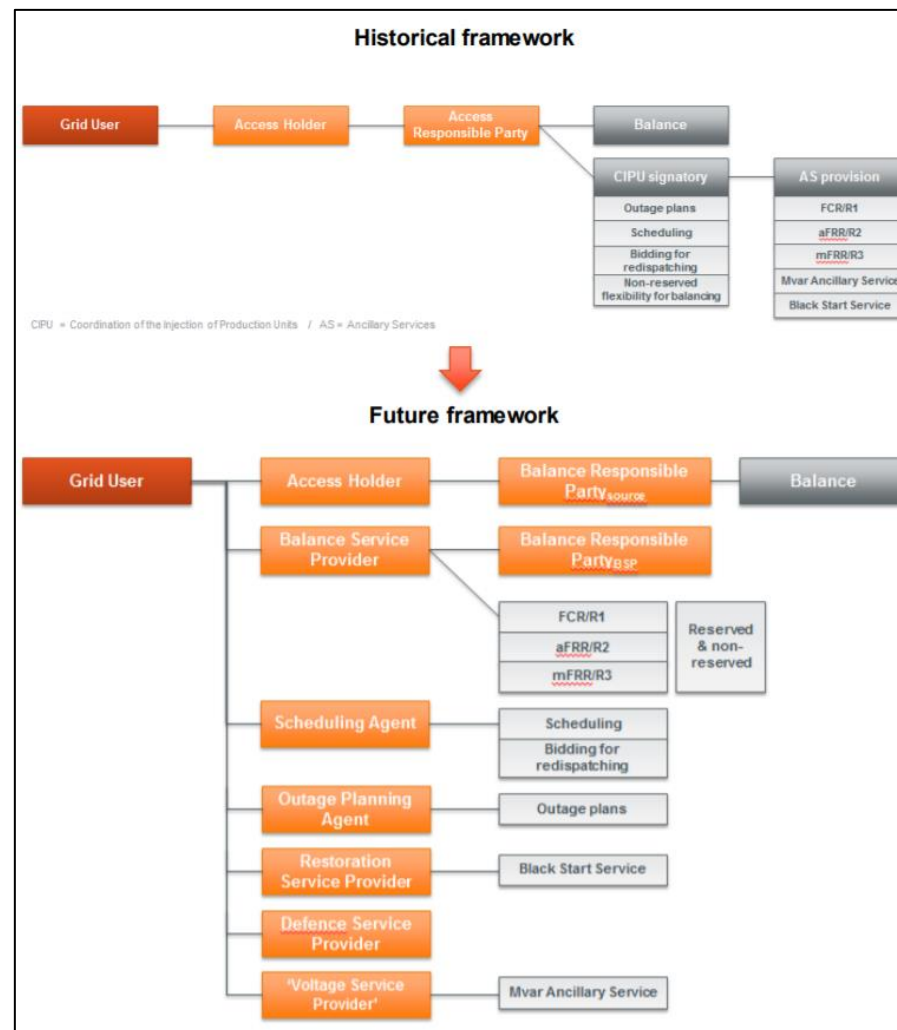 Historical framework
Grid User
Access Holder
Access
Responsible Party
Balance
CIPU signatory
Outage plans
Scheduling
Bidding for
redispatching
Non-reserved
flexibility for balancing
AS provision
FCR/R1
aFRR/R2
mFRR/R3
Mvar Ancillary Service
Black Start Service
CIPU = Coordination of the Injection of Production Units / AS = Ancillary Services
Future framework
Grid User
Access Holder
Balance Responsible
Party source
Balance
Balance Service
Provider
Balance Responsible
Party BSP
FCR/R1
aFRR/R2
mFRR/R3
Reserved
& non-
reserved
Scheduling Agent
Scheduling
Bidding for
redispatching
Outage Planning
Agent
Outage plans
Restoration
Service Provider
Black Start Service
Defence Service
Provider
'Voltage Service
Provider'
Mvar Ancillary Service